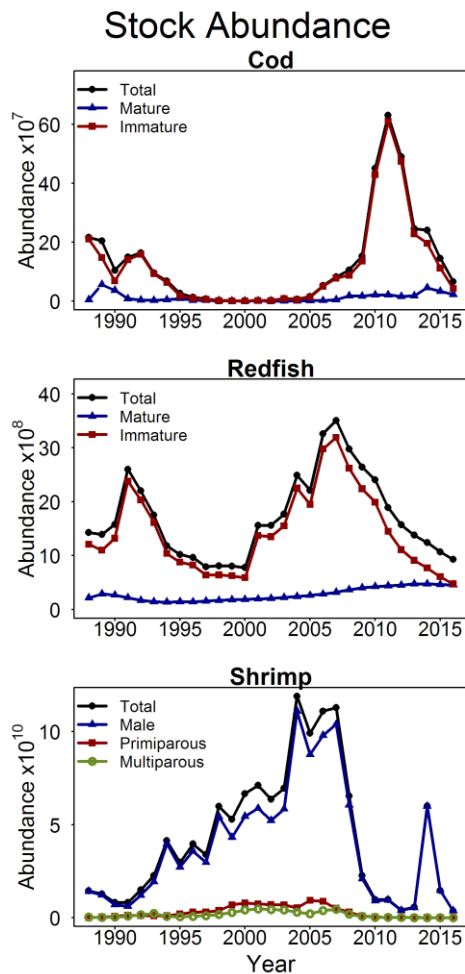 Stock Abundance
Cod
Total
Mature
Immature
Abundance x10^7
60
40
20
0
1990 1995 2000 2005 2010 2015
Redfish
Total
Mature
Immature
Abundance x10^8
40
30
20
10
0
1990 1995 2000 2005 2010 2015
Shrimp
Total
Male
Primiparous
Multiparous
Abundance x10^10
10
5
0
1990 1995 2000 2005 2010 2015
Year